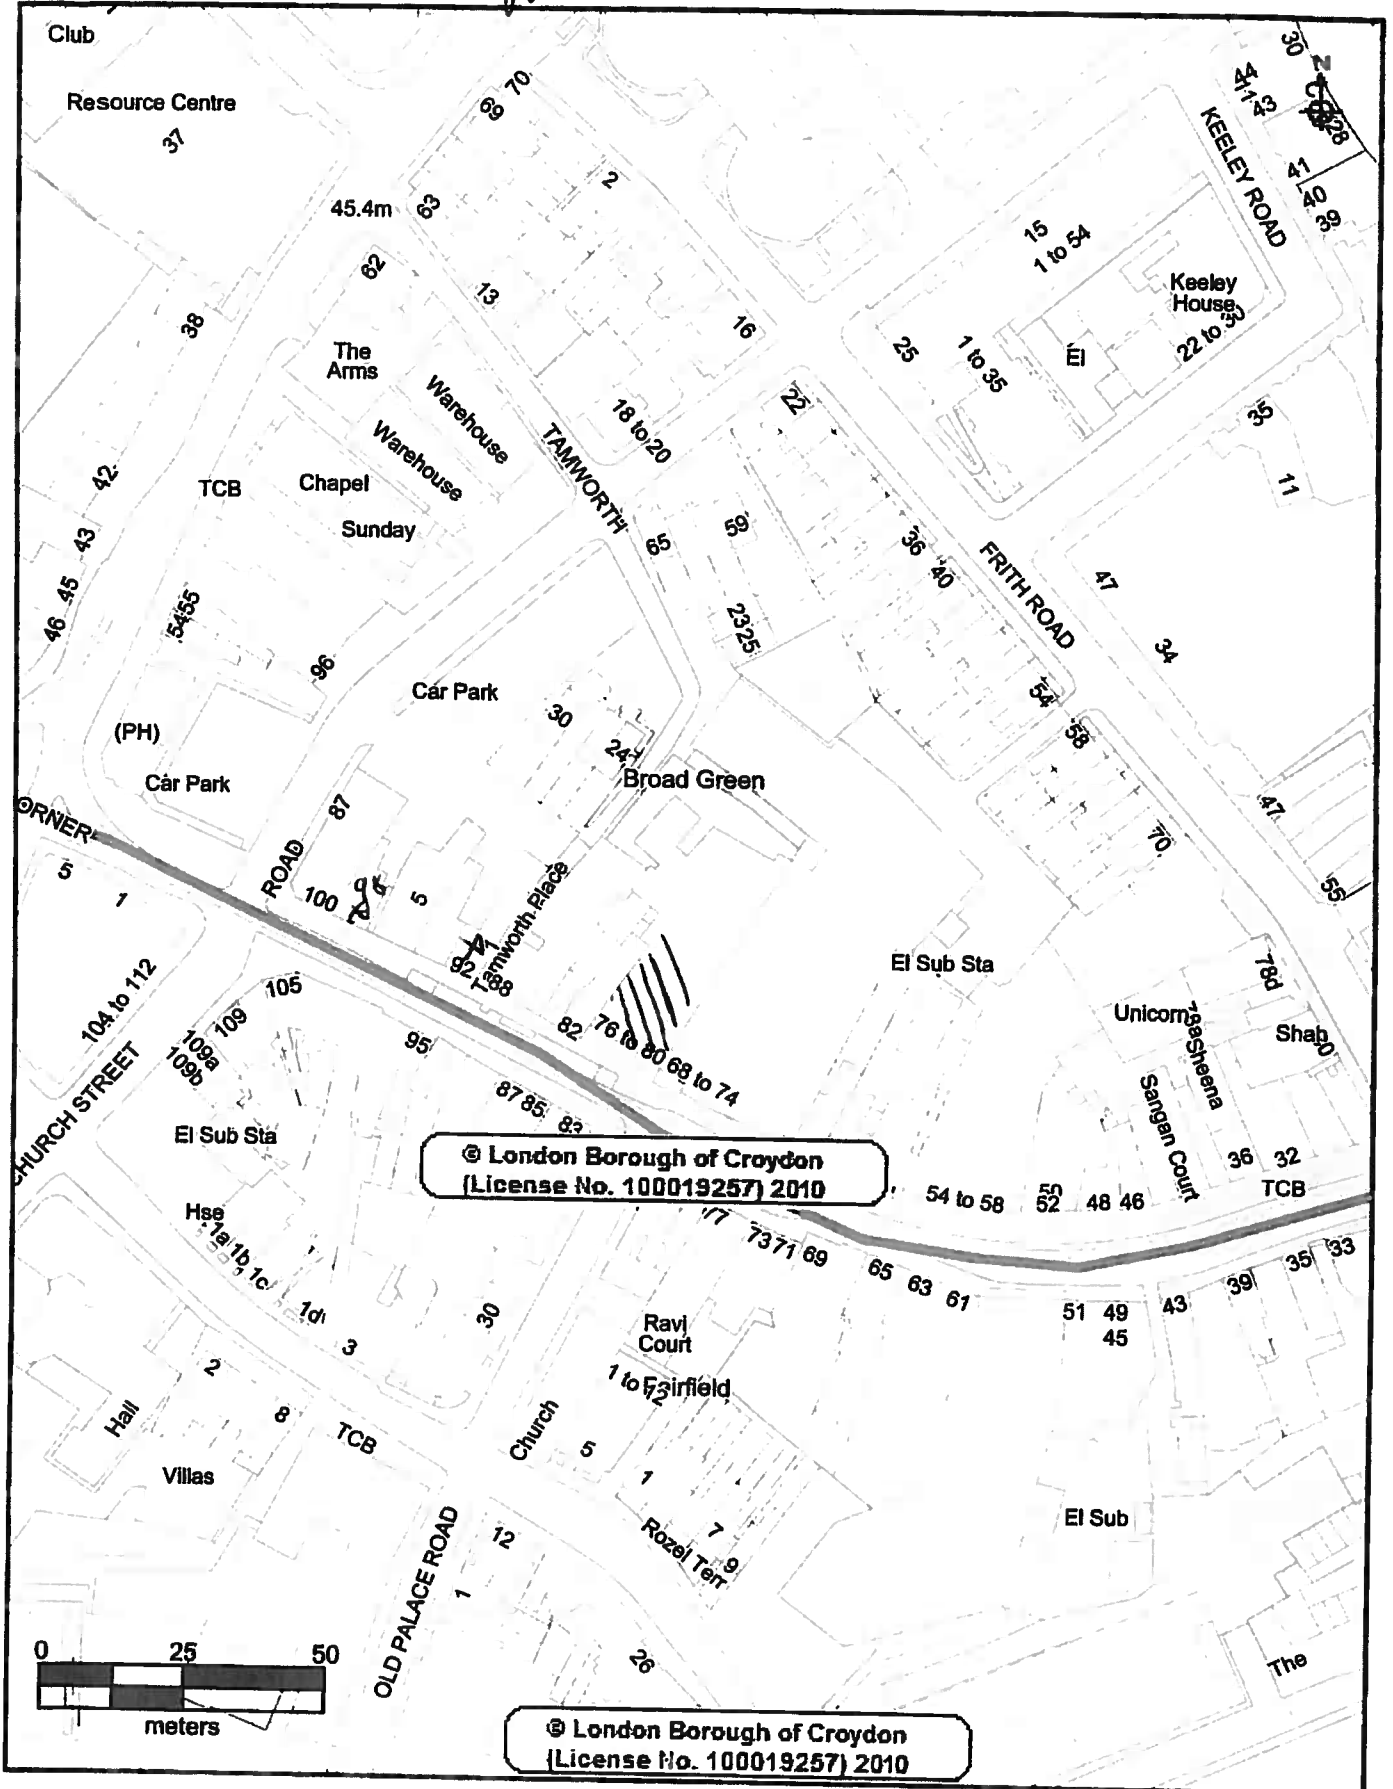 Club
Resource Centre
37
69 70
2
45.4m
63
62
13
38
16
30
N
44
43
28
KEELEY ROAD
41
40
39
15
1 to 54
Keeley
House
25
1 to 35
El
35
11
The
Arms
Warehouse
Warehouse
18 to 20
22
TAMWORTH
42
TCB
Chapel
Sunday
43
65
59
36
40
FRITH ROAD
47
45
46
5455
2325
34
96
Car Park
30
54
58
(PH)
24
Broad Green
Car Park
87
47
ORNER
70
5
1
ROAD
100
5
Tamworth Place
55
92
88
El Sub Sta
78d
104 to 112
105
109
109a
109b
95
82
76 to 80 68 to 74
Unicorn
78a
Sheena
Sangan Court
CHURCH STREET
El Sub Sta
87 85
© London Borough of Croydon
(License No. 100019257) 2010
36
32
TCB
54 to 58
50
52
48 46
Hse
1a 1b 1c
1d
77
73 71 69
65
63
61
51
49
45
43
39
35
33
3
30
Ravi
Court
2
Fairfield
Hall
8
TCB
Church
5
1
Villas
OLD PALACE ROAD
12
1
Rozel Terr
7
9
El Sub
26
The
0
25
50
meters
© London Borough of Croydon
(License No. 100019257) 2010